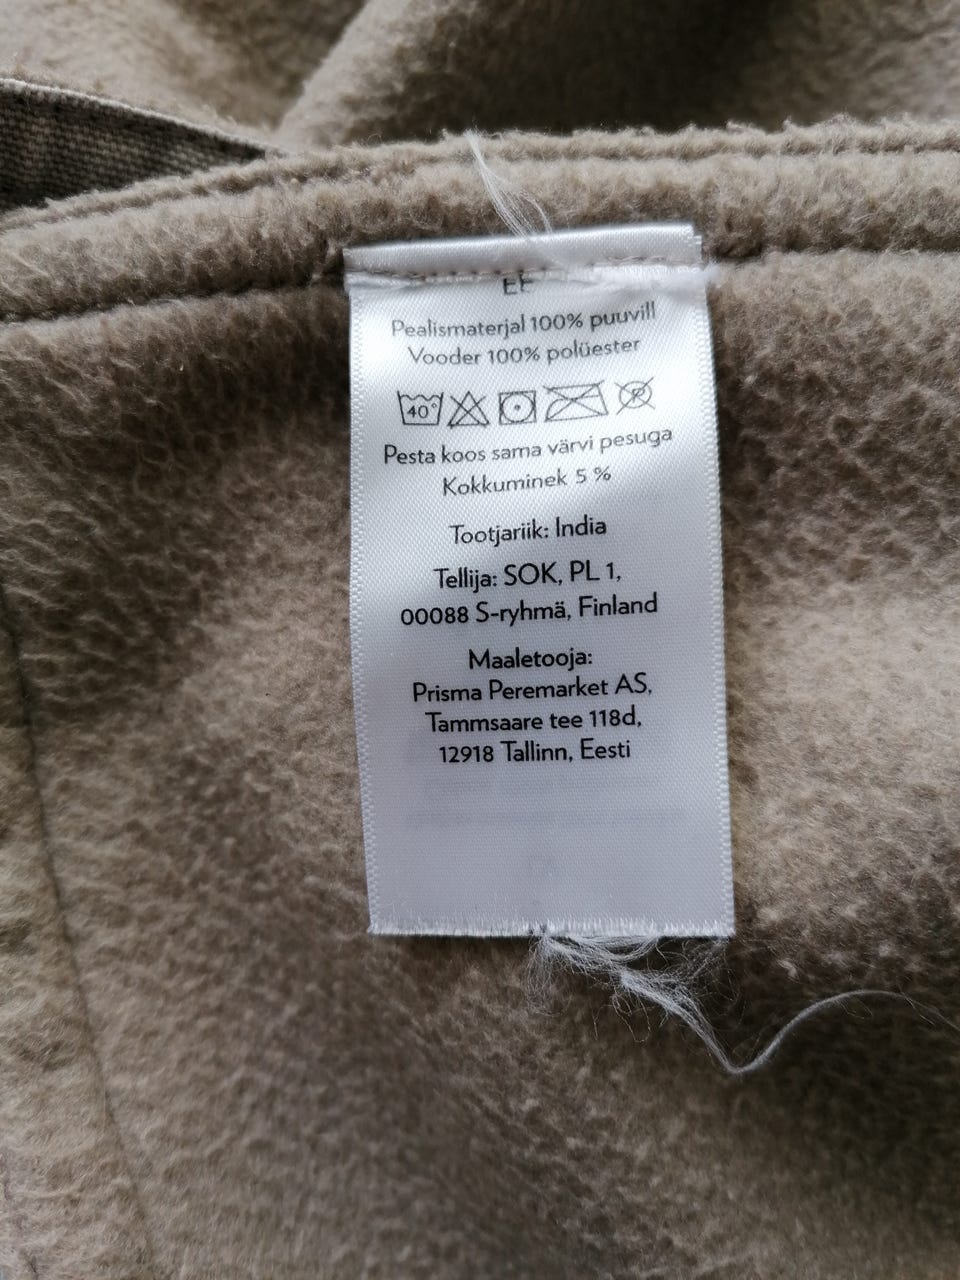 EE
Pealismaterjal 100% puuvill
Vooder 100% polüester
40°
P
Pesta koos sama värvi pesuga
Kokkuminek 5 %
Tootjariik: India
Tellija: SOK, PL 1,
00088 S-ryhmä, Finland
Maaletooja:
Prisma Peremarket AS,
Tammsaare tee 118d,
12918 Tallinn, Eesti